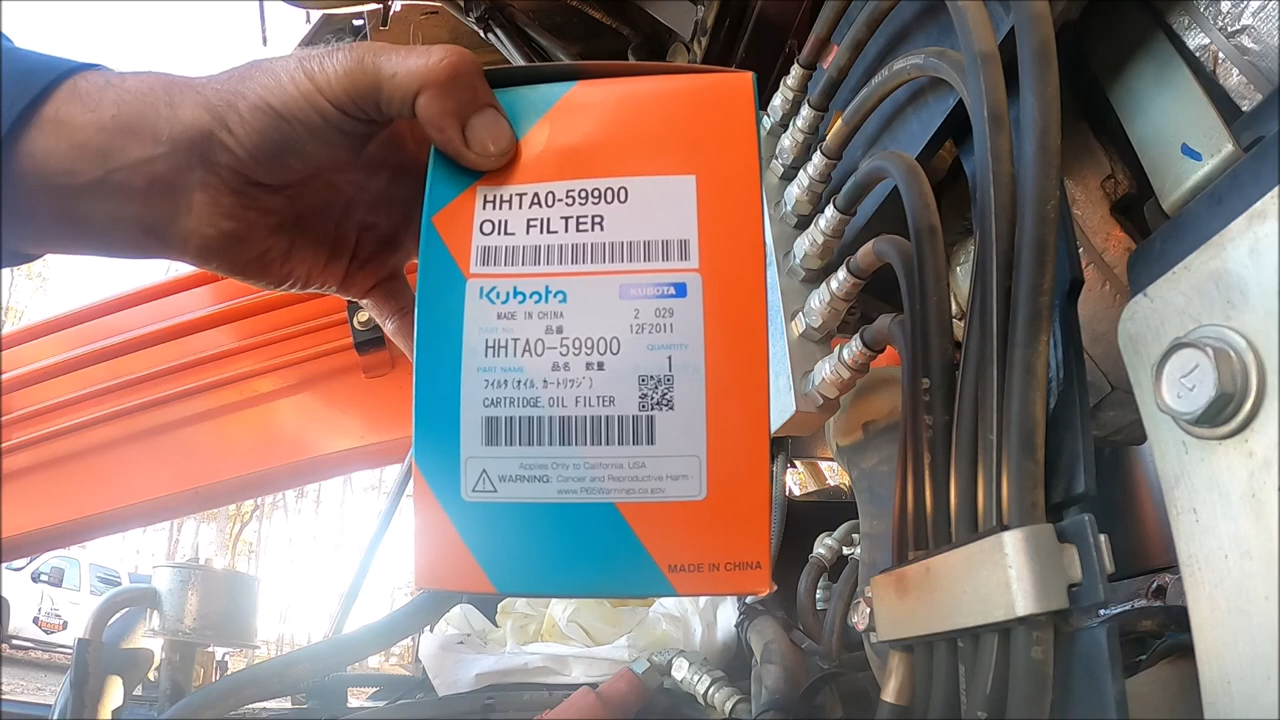 HHTA0-59900
OIL FILTER
Kubota
KUBOTA
MADE IN CHINA
2 029
PART No.
品番
12F2011
HHTA0-59900
QUANTITY
PART NAME
品名 数量
1
フィルタ(オイル,カートリッジ)
CARTRIDGE,OIL FILTER
Applies Only to California, USA
WARNING: Cancer and Reproductive Harm -
www.P65Warnings.ca.gov
MADE IN CHINA
7